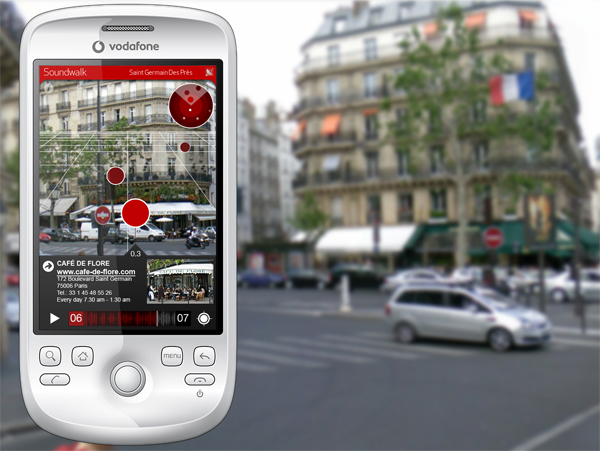 vodafone
Soundwalk Saint Germain Des Prés
0.3
CAFÉ DE FLORE
www.cafe-de-flore.com
172 Boulevard Saint Germain
75006 Paris
Tel.: 33 1 45 48 55 26
Every day 7.30 am - 1.30 am
06 07
MENU